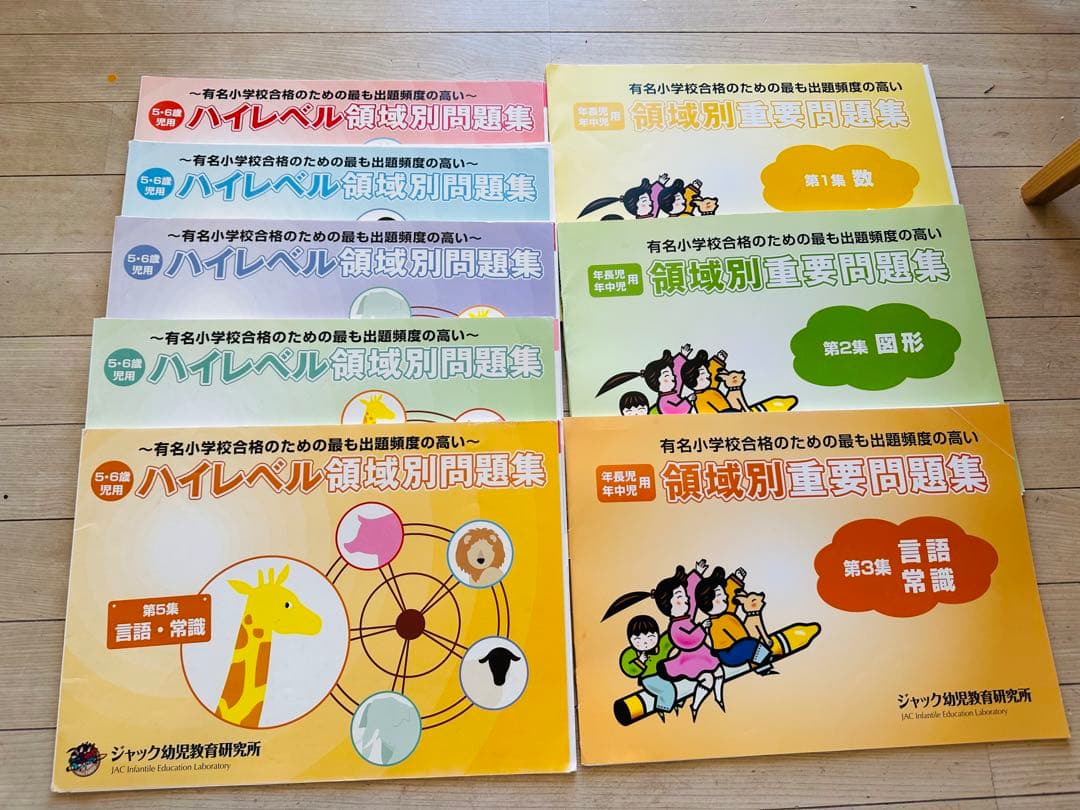 ～有名小学校合格のための最も出題頻度の高い～
5・6歳
児用
ハイレベル領域別問題集
～有名小学校合格のための最も出題頻度の高い～
5・6歳
児用
ハイレベル領域別問題集
～有名小学校合格のための最も出題頻度の高い～
5・6歳
児用
ハイレベル領域別問題集
～有名小学校合格のための最も出題頻度の高い～
5・6歳
児用
ハイレベル領域別問題集
～有名小学校合格のための最も出題頻度の高い～
5・6歳
児用
ハイレベル領域別問題集
第5集
言語・常識
ジャック幼児教育研究所
JAC Infantile Education Laboratory
有名小学校合格のための最も出題頻度の高い
年長児
年中児
用
領域別重要問題集
第1集 数
有名小学校合格のための最も出題頻度の高い
年長児
年中児
用
領域別重要問題集
第2集 図形
有名小学校合格のための最も出題頻度の高い
年長児
年中児
用
領域別重要問題集
第3集 言語
常識
ジャック幼児教育研究所
JAC Infantile Education Laboratory